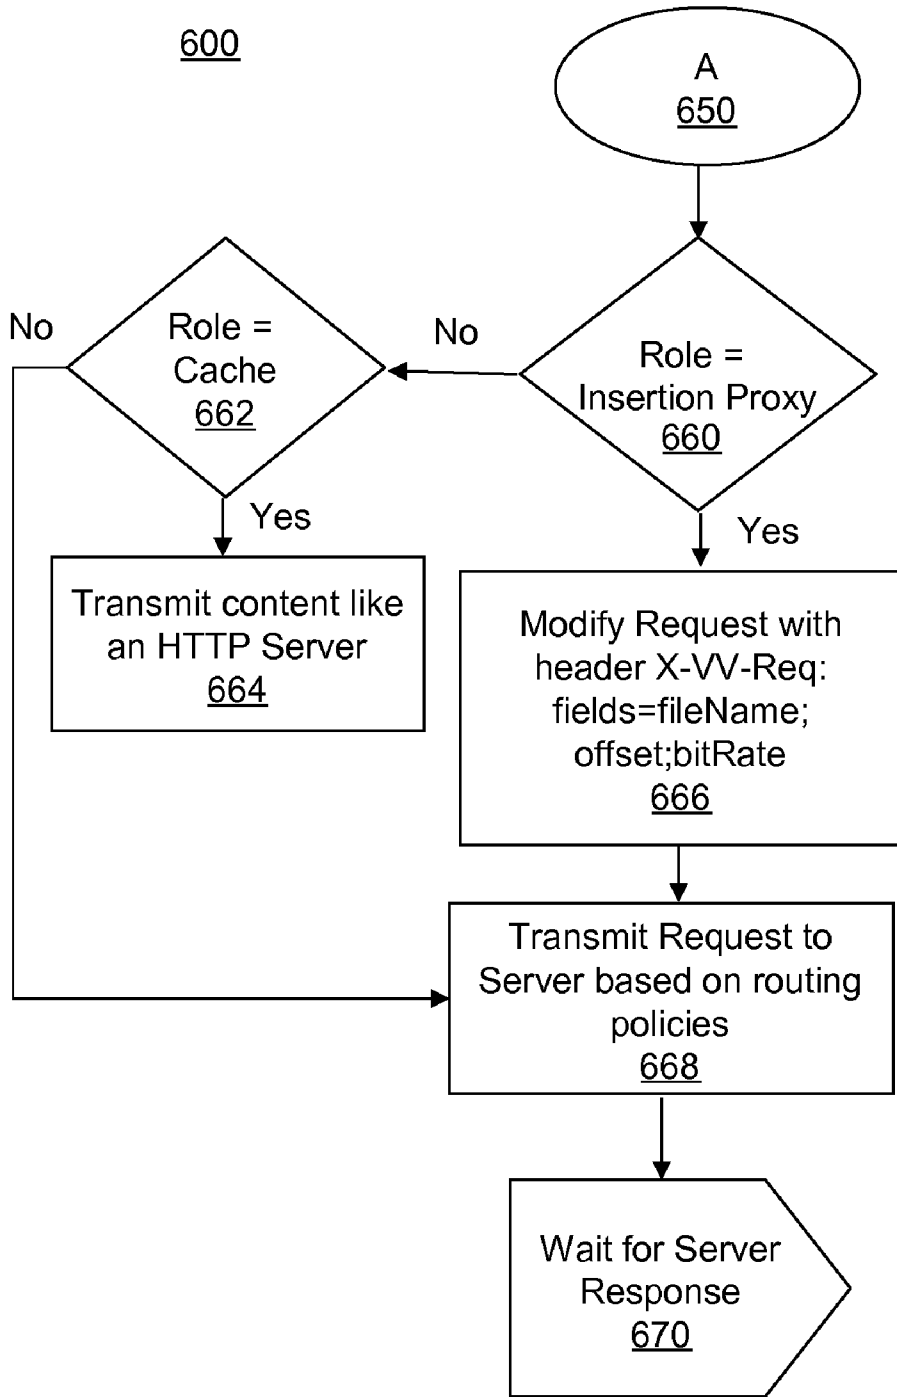 600
A
650
No
Role =
Cache
662
No
Role =
Insertion Proxy
660
Yes
Yes
Transmit content like
an HTTP Server
664
Modify Request with
header X-VV-Req:
fields=fileName;
offset;bitRate
666
Transmit Request to
Server based on routing
policies
668
Wait for Server
Response
670